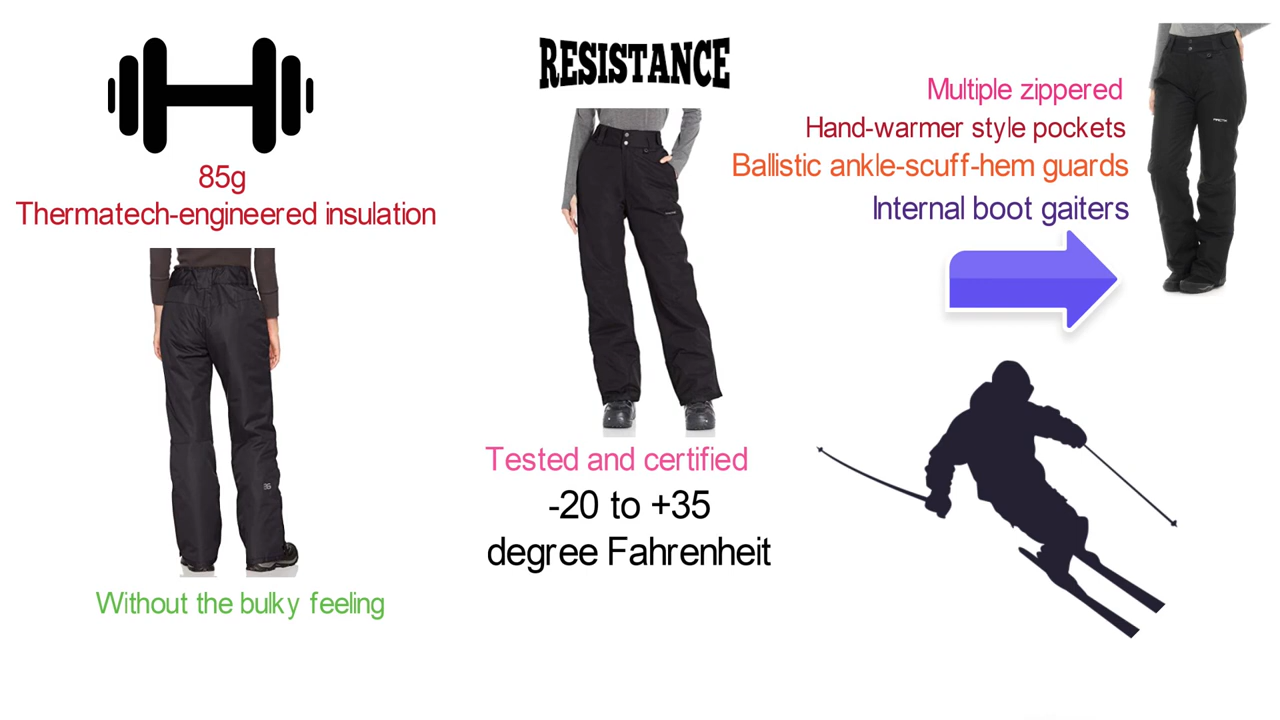 85g
Thermatech-engineered insulation
Without the bulky feeling
RESISTANCE
Tested and certified
-20 to +35
degree Fahrenheit
Multiple zippered
Hand-warmer style pockets
Ballistic ankle-scuff-hem guards
Internal boot gaiters